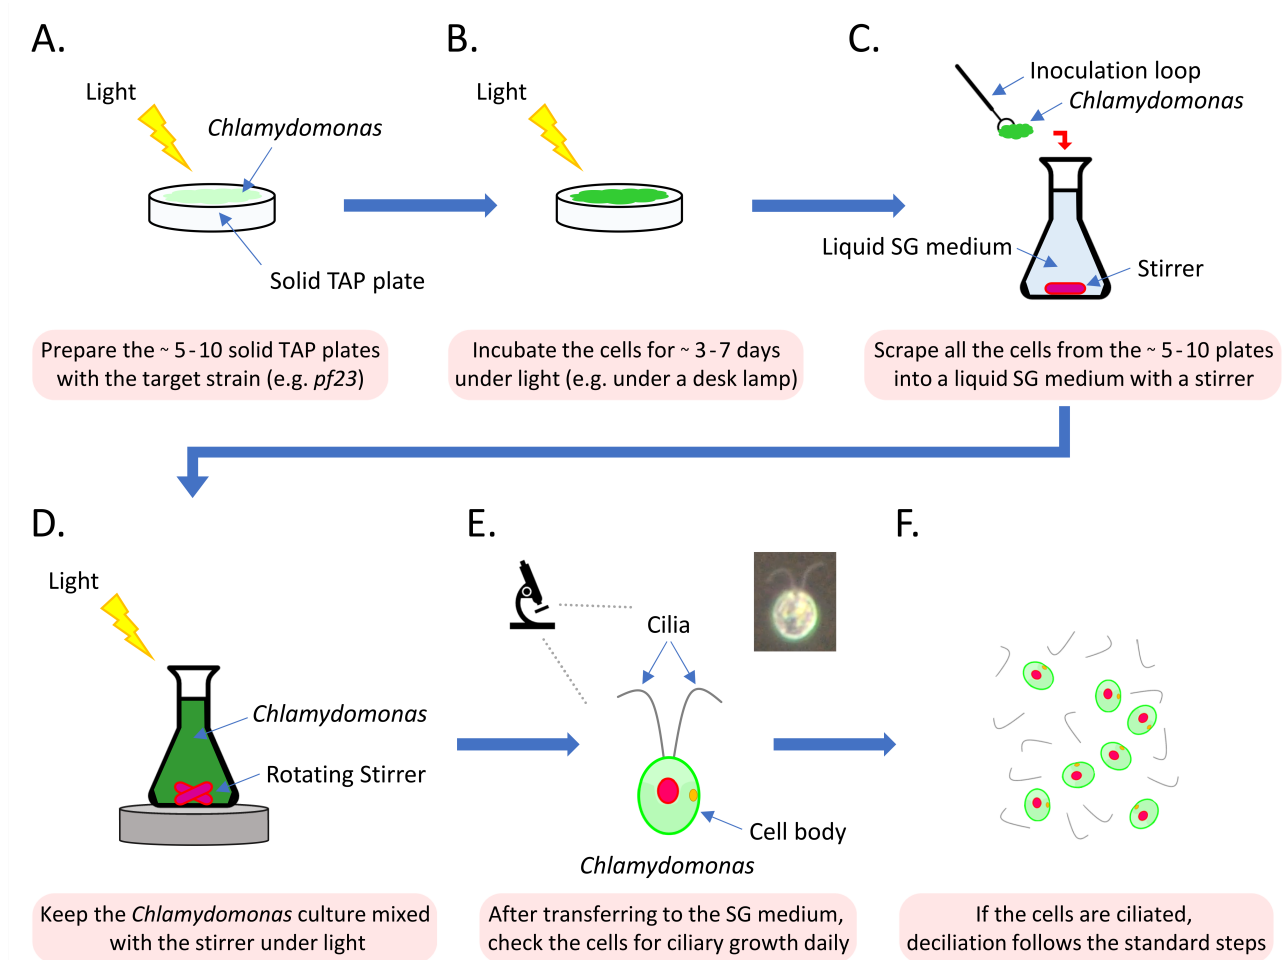 A.
Light
Chlamydomonas
Solid TAP plate
Prepare the ~ 5-10 solid TAP plates
with the target strain (e.g. pf23)
B.
Light
Incubate the cells for ~ 3-7 days
under light (e.g. under a desk lamp)
C.
Inoculation loop
Chlamydomonas
Liquid SG medium
Stirrer
Scrape all the cells from the ~ 5-10 plates
into a liquid SG medium with a stirrer
D.
Light
Chlamydomonas
Rotating Stirrer
Keep the Chlamydomonas culture mixed
with the stirrer under light
E.
Cilia
Cell body
Chlamydomonas
After transferring to the SG medium,
check the cells for ciliary growth daily
F.
If the cells are ciliated,
deciliation follows the standard steps